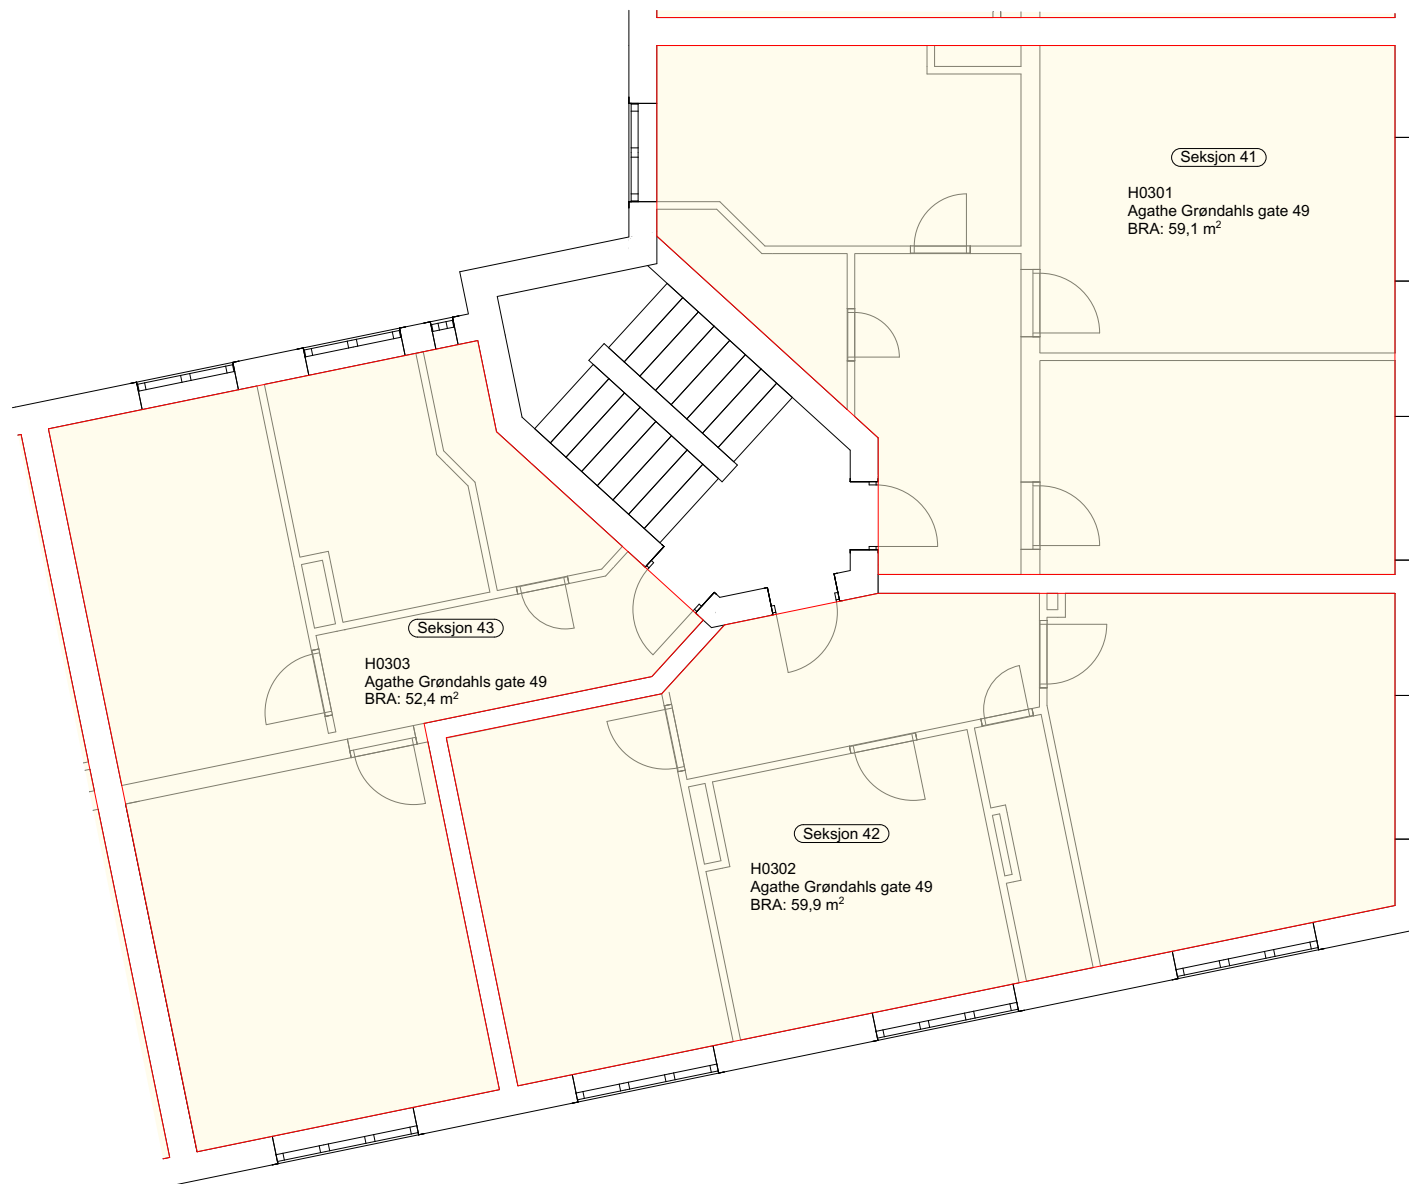 Seksjon 41
H0301
Agathe Grøndahls gate 49
BRA: 59,1 m²
Seksjon 43
H0303
Agathe Grøndahls gate 49
BRA: 52,4 m²
Seksjon 42
H0302
Agathe Grøndahls gate 49
BRA: 59,9 m²